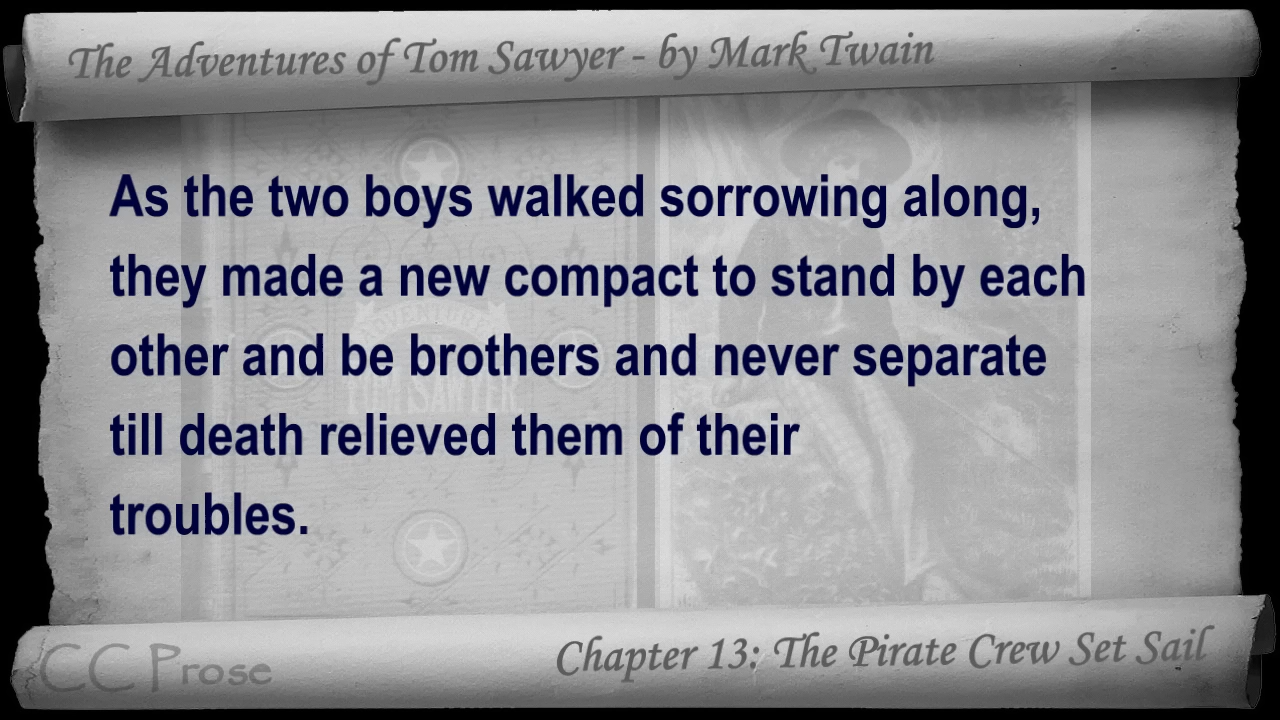 The Adventures of Tom Sawyer - by Mark Twain
As the two boys walked sorrowing along,
they made a new compact to stand by each
other and be brothers and never separate
till death relieved them of their
troubles.
CC Prose
Chapter 13: The Pirate Crew Set Sail